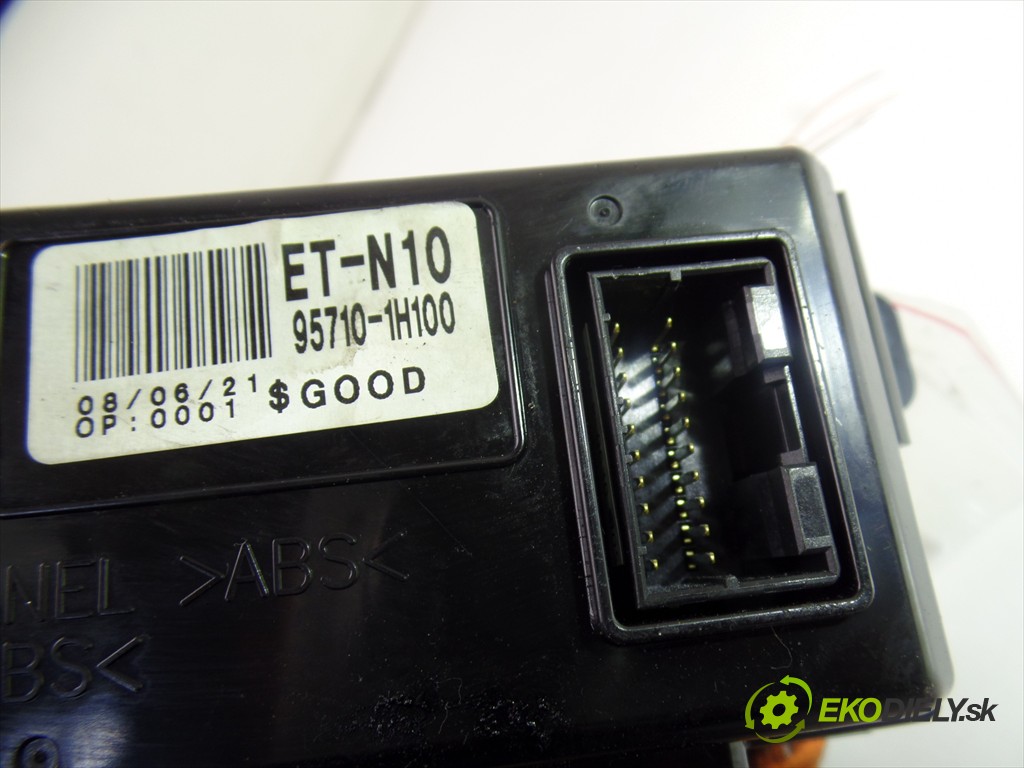 ET-N10
95710-1H100
08/06/21 $GOOD
OP:0001
NEL >ABS<
BS<
EKODIELY.sk